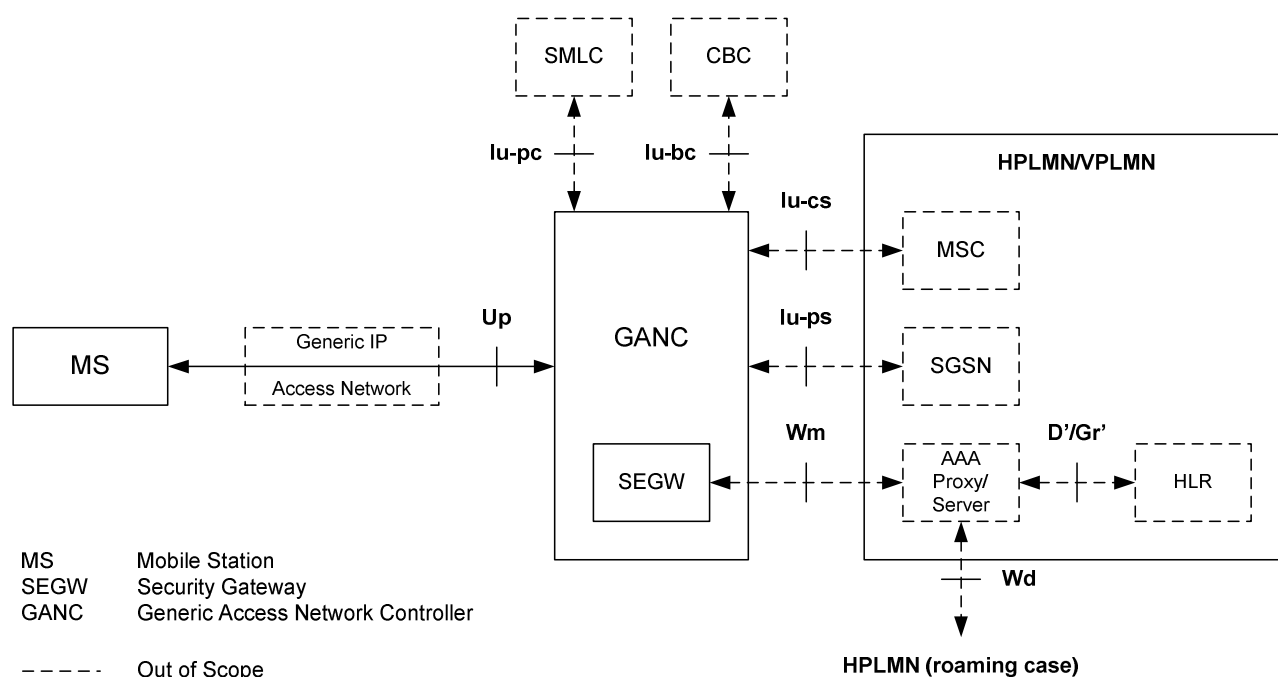 SMLC
CBC
Iu-pc
Iu-bc
HPLMN/VPLMN
Iu-cs
MSC
Up
GANC
Iu-ps
MS
Generic IP
Access Network
SGSN
Wm
D’/Gr’
SEGW
AAA
Proxy/
Server
HLR
MS Mobile Station
SEGW Security Gateway
GANC Generic Access Network Controller
Wd
Out of Scope
HPLMN (roaming case)